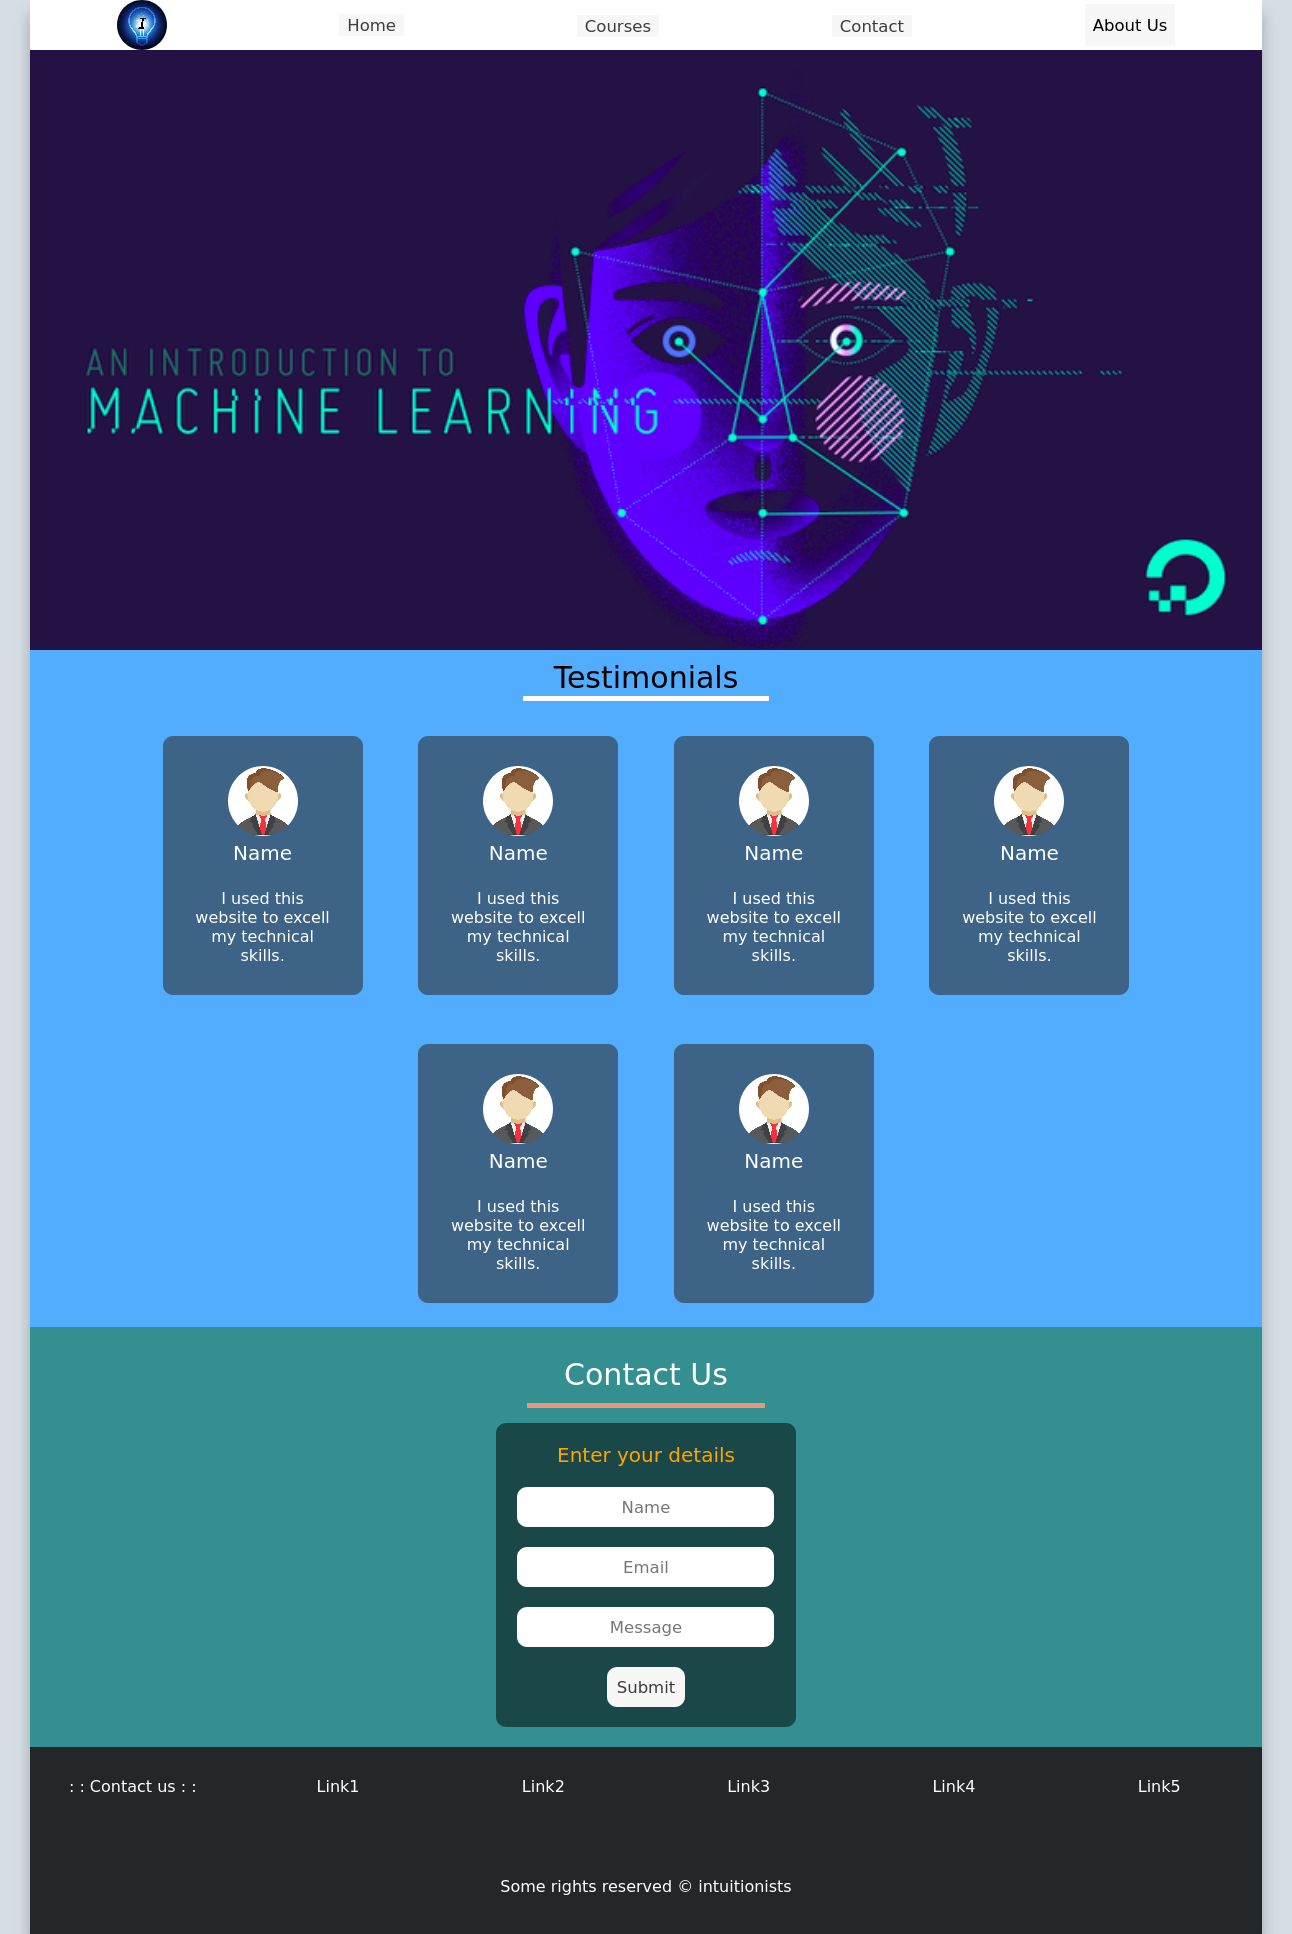 Home
Courses
Contact
About Us
AN INTRODUCTION TO
MACHINE LEARNING
Testimonials
Name
I used this
website to excell
my technical
skills.
Name
I used this
website to excell
my technical
skills.
Name
I used this
website to excell
my technical
skills.
Name
I used this
website to excell
my technical
skills.
Name
I used this
website to excell
my technical
skills.
Name
I used this
website to excell
my technical
skills.
Contact Us
Enter your details
Name
Email
Message
Submit
: : Contact us : :
Link1
Link2
Link3
Link4
Link5
Some rights reserved © intuitionists